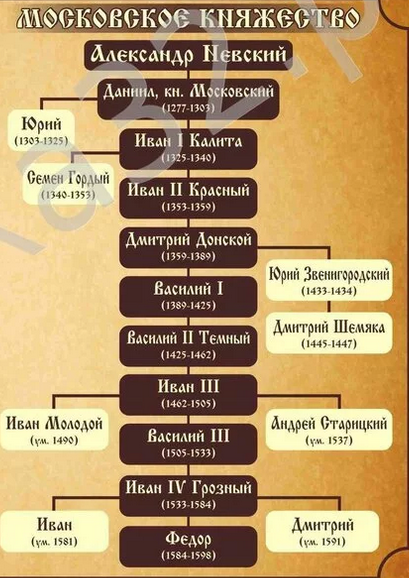 МОСКОВСКОЕ КНЯЖЕСТВО
Александр Невский
Даниил, кн. Московский
(1277-1303)
Юрий
(1303-1325)
Иван I Калита
(1325-1340)
Семен Гордый
(1340-1353)
Иван II Красный
(1353-1359)
Дмитрий Донской
(1359-1389)
Юрий Звенигородский
(1433-1434)
Василий I
(1389-1425)
Дмитрий Шемяка
(1445-1447)
Василий II Темный
(1425-1462)
Иван III
(1462-1505)
Иван Молодой
(ум. 1490)
Андрей Старицкий
(ум. 1537)
Василий III
(1505-1533)
Иван IV Грозный
(1533-1584)
Иван
(ум. 1581)
Дмитрий
(ум. 1591)
Федор
(1584-1598)